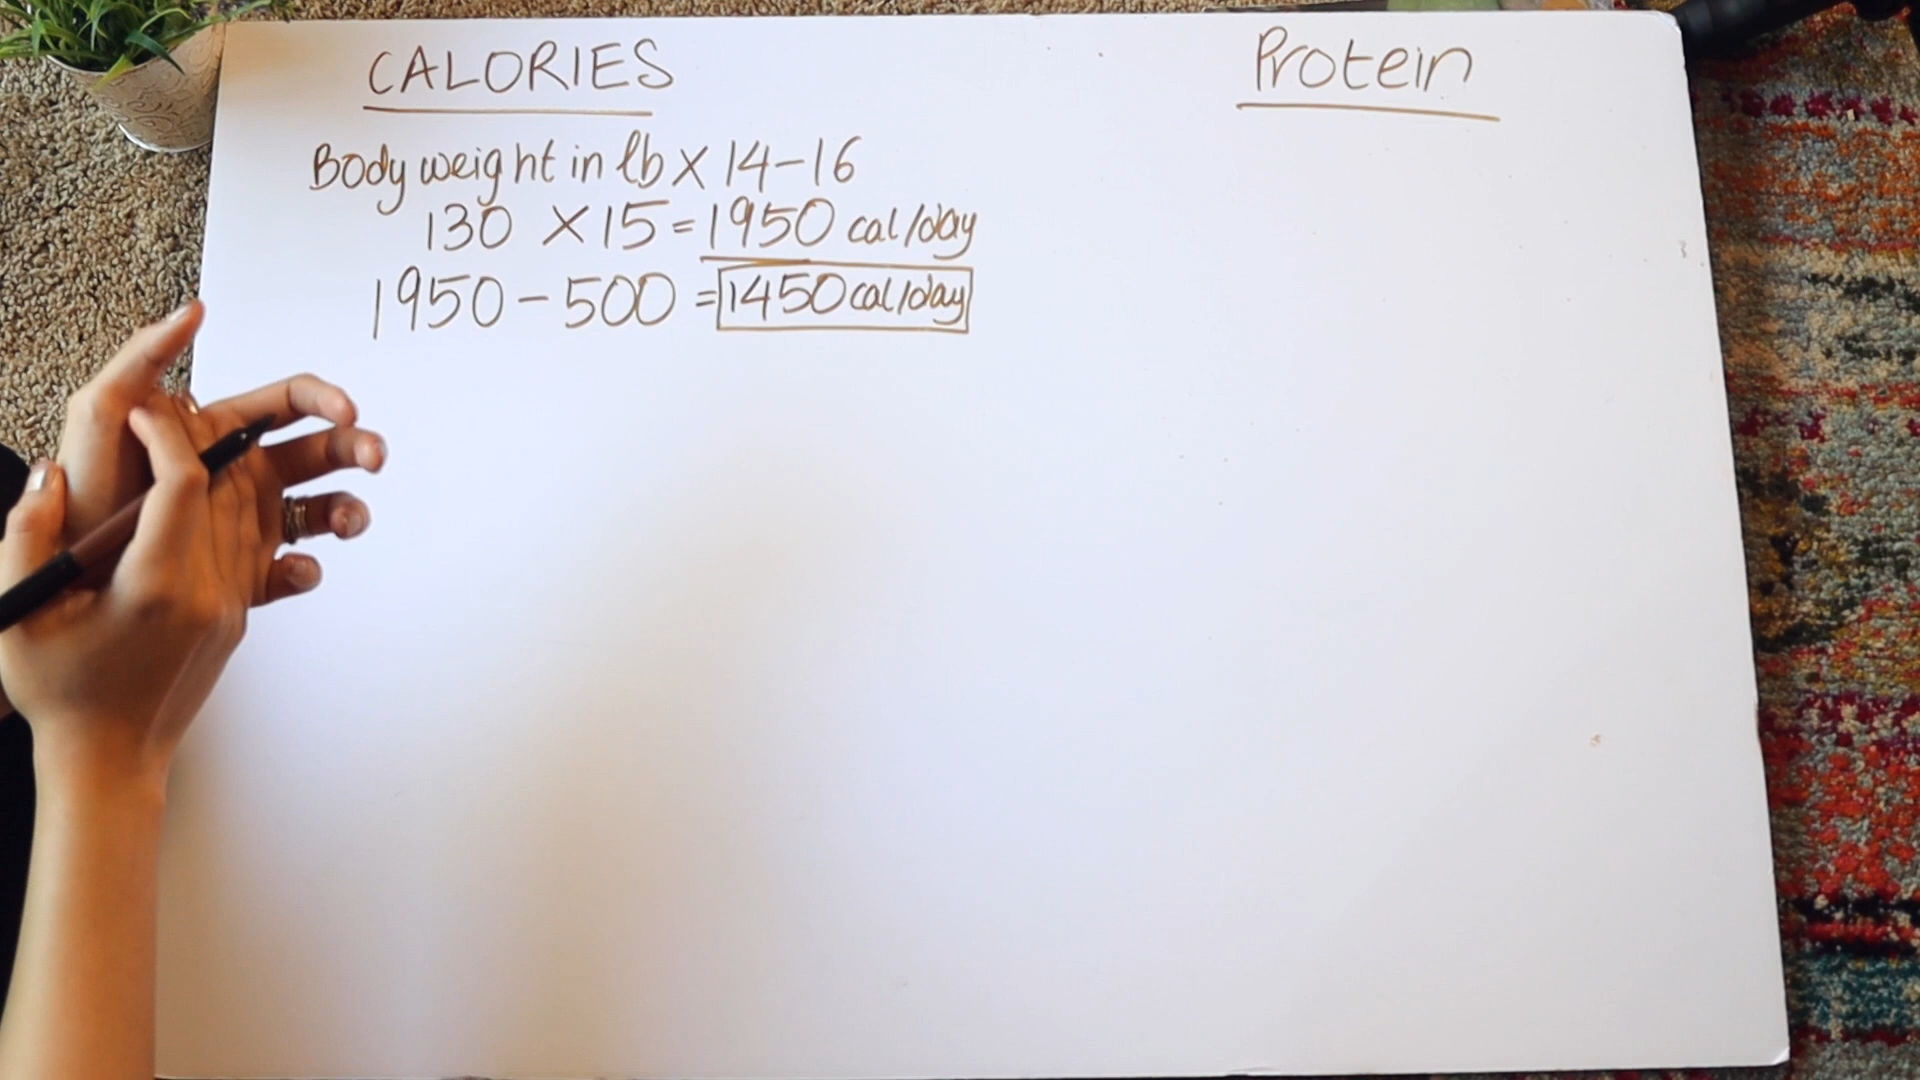 CALORIES
Body weight in lb X 14-16
130 X 15 = 1950 cal/day
1950 - 500 = 1450 cal/day
Protein